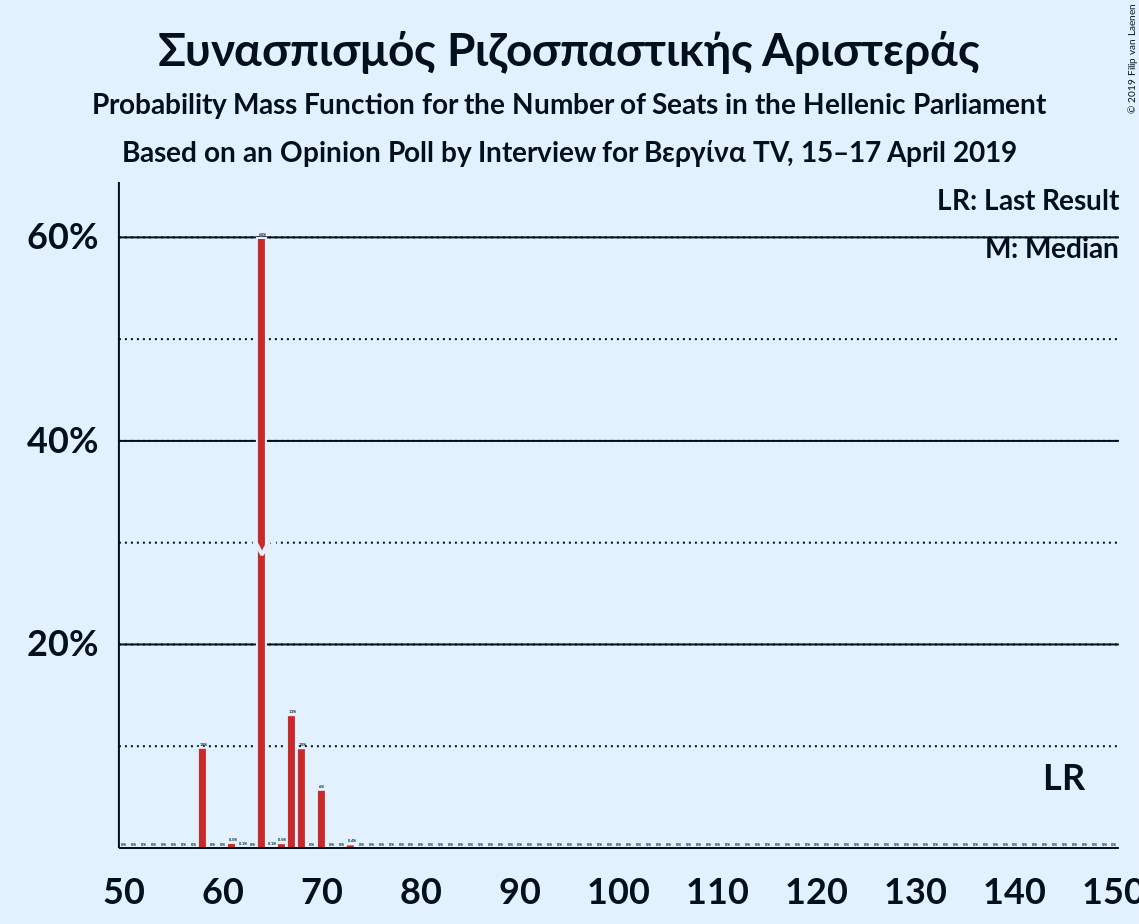 Συνασπισμός Ριζοσπαστικής Αριστεράς
Probability Mass Function for the Number of Seats in the Hellenic Parliament
Based on an Opinion Poll by Interview for Βεργίνα TV, 15–17 April 2019
© 2019 Filip van Laenen
LR: Last Result
M: Median
60%
40%
20%
M
LR
50 60 70 80 90 100 110 120 130 140 150